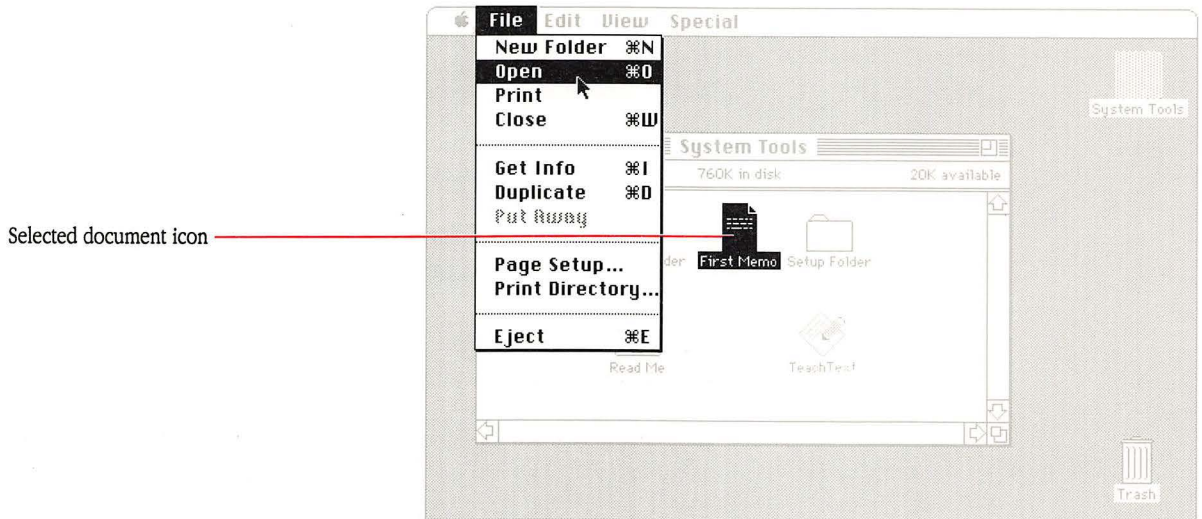 File Edit View Special
New Folder ⌘N
Open ⌘O
Print
Close ⌘W
Get Info ⌘I
Duplicate ⌘D
Put Away
Page Setup...
Print Directory...
Eject ⌘E
System Tools
System Tools
760K in disk 20K available
Selected document icon
der First Memo Setup Folder
Read Me TeachText
Trash